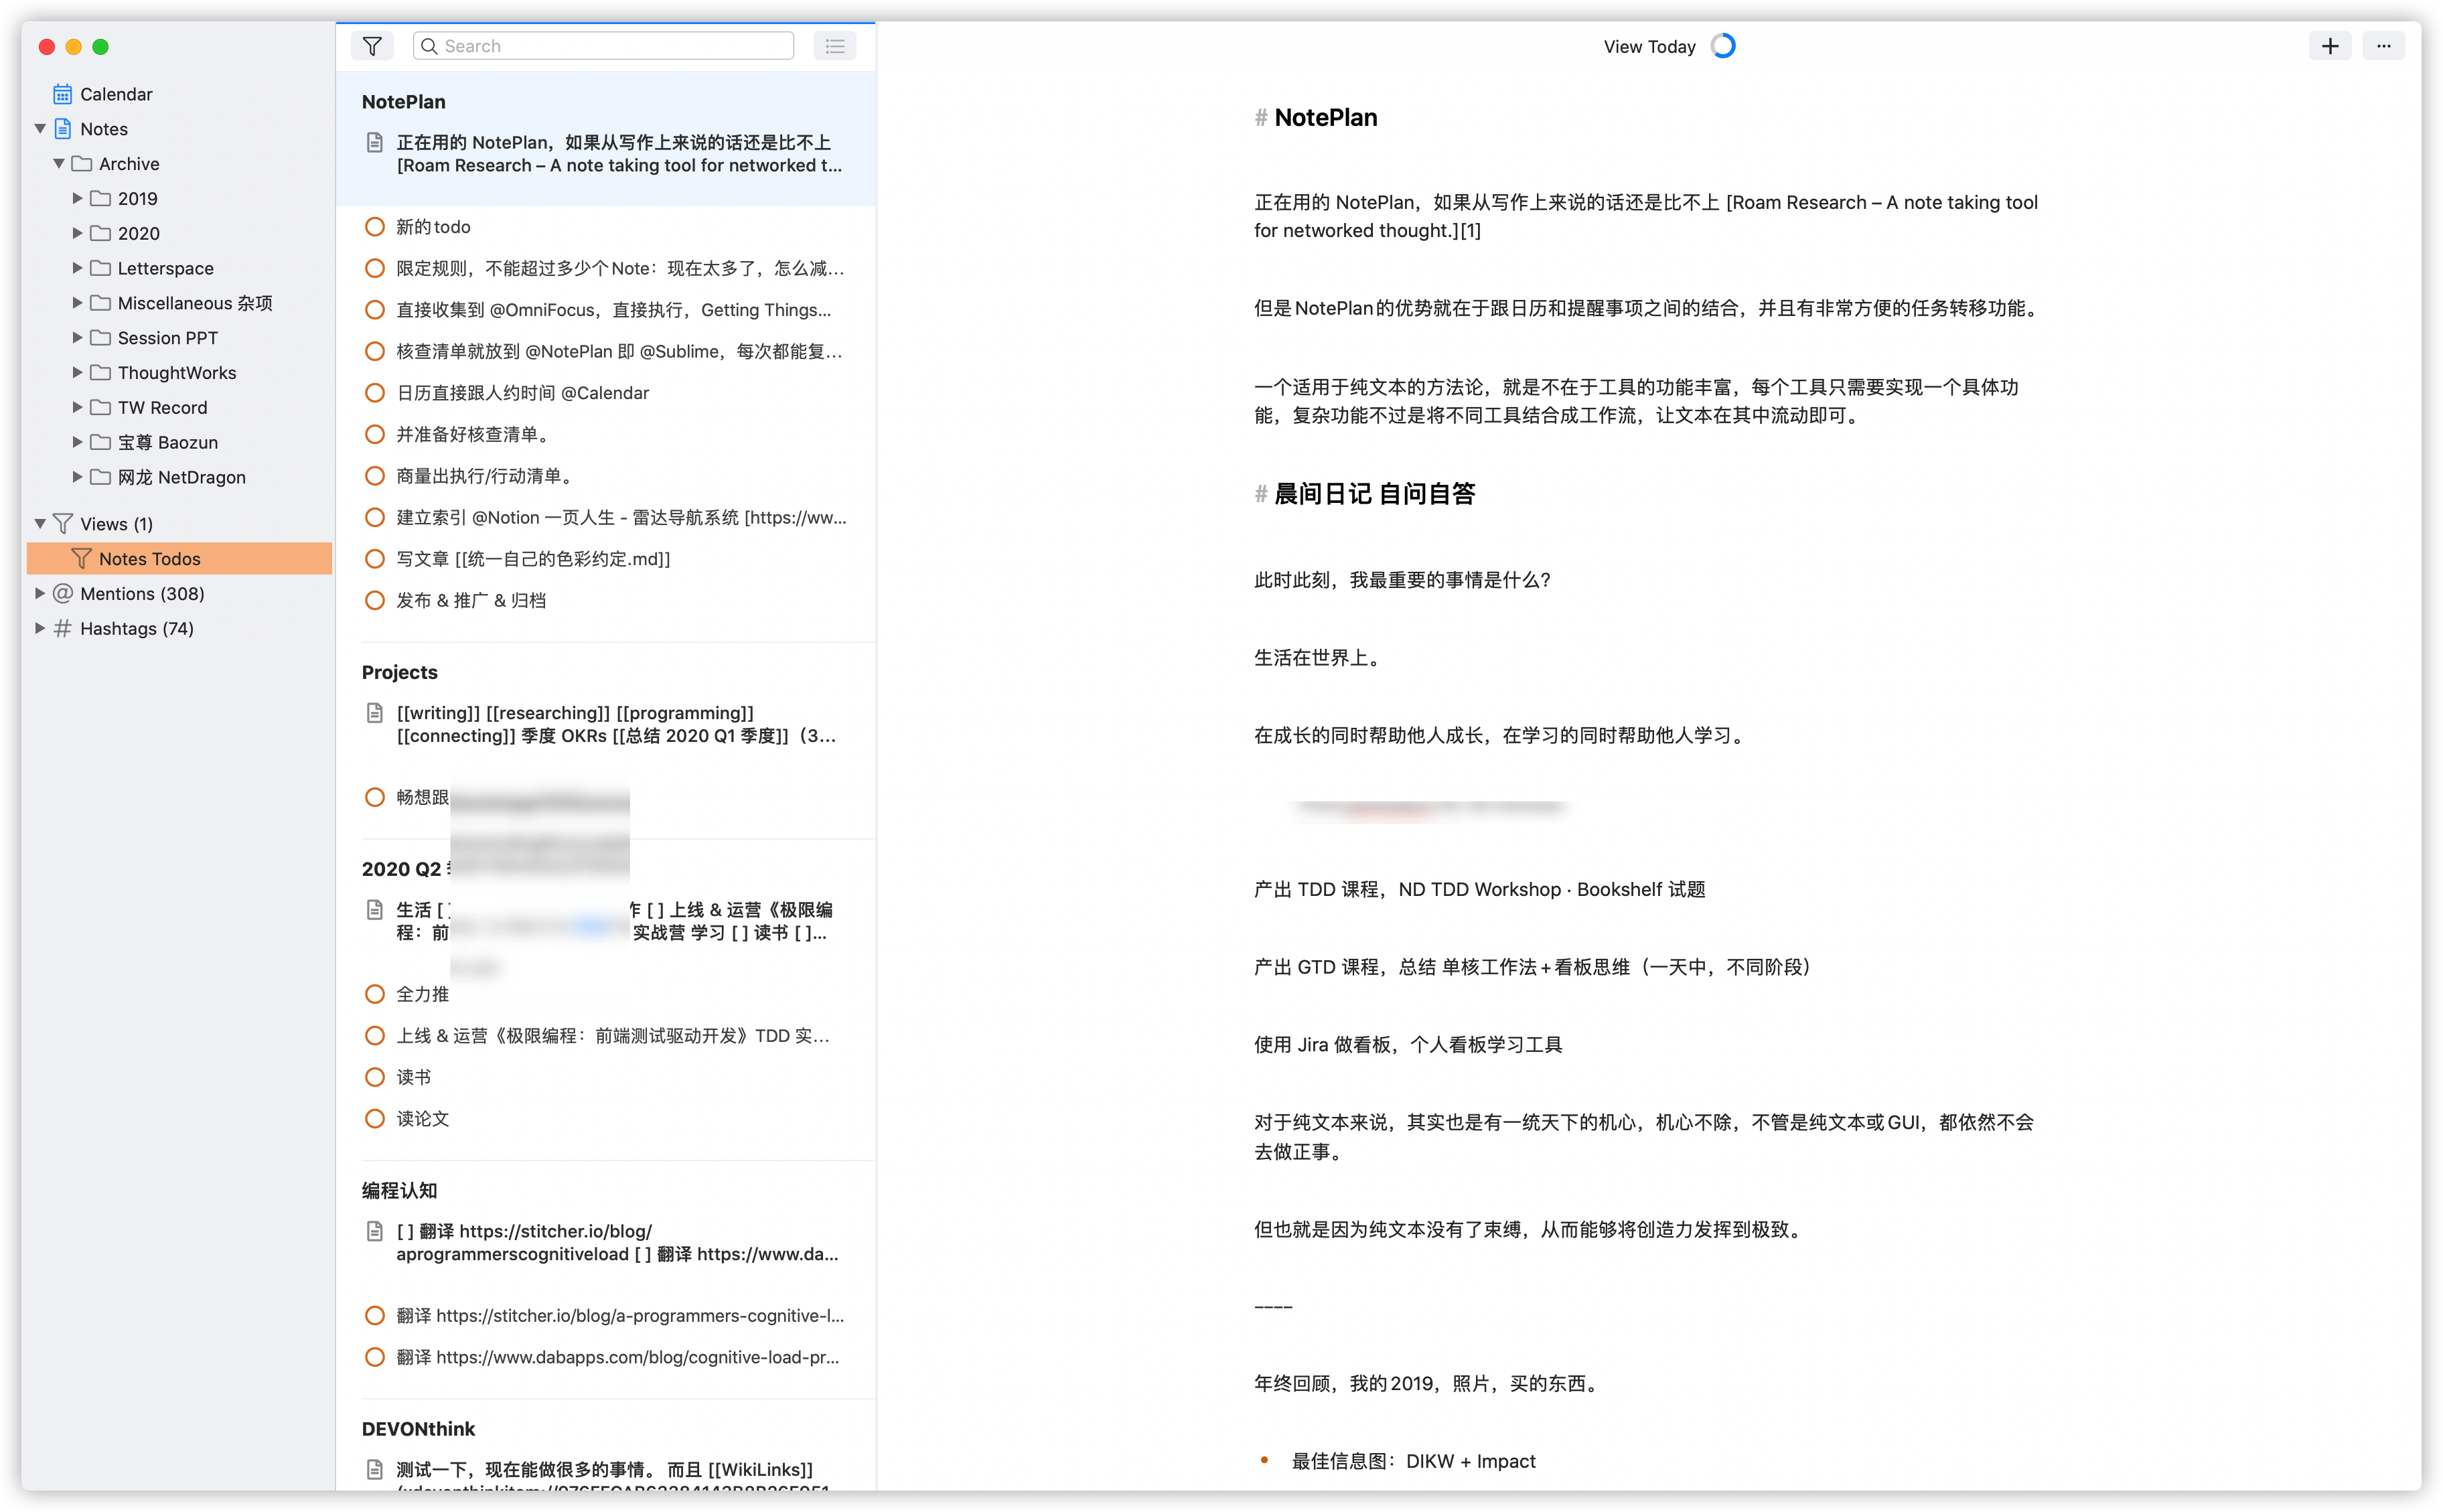 Calendar
Notes
Archive
2019
2020
Letterspace
Miscellaneous 杂项
Session PPT
ThoughtWorks
TW Record
宝尊 Baozun
网龙 NetDragon
Views (1)
Notes Todos
@ Mentions (308)
# Hashtags (74)
Search
NotePlan
正在用的 NotePlan，如果从写作上来说的话还是比不上
[Roam Research – A note taking tool for networked t...
新的todo
限定规则，不能超过多少个Note：现在太多了，怎么减...
直接收集到 @OmniFocus，直接执行，Getting Things...
核查清单就放到 @NotePlan 即 @Sublime，每次都能复...
日历直接跟人约时间 @Calendar
并准备好核查清单。
商量出执行/行动清单。
建立索引 @Notion 一页人生 - 雷达导航系统 [https://ww...
写文章 [[统一自己的色彩约定.md]]
发布 & 推广 & 归档
Projects
[[writing]] [[researching]] [[programming]]
[[connecting]] 季度 OKRs [[总结 2020 Q1 季度]]（3...
畅想跟
2020 Q2
生活 [ ] [ ] 上线 & 运营《极限编
程：前 实战营 学习 [ ] 读书 [ ]...
全力推
上线 & 运营《极限编程：前端测试驱动开发》TDD 实...
读书
读论文
编程认知
[ ] 翻译 https://stitcher.io/blog/
aprogrammerscognitiveload [ ] 翻译 https://www.da...
翻译 https://stitcher.io/blog/a-programmers-cognitive-l...
翻译 https://www.dabapps.com/blog/cognitive-load-pr...
DEVONthink
测试一下，现在能做很多的事情。 而且 [[WikiLinks]]
View Today
+
...
# NotePlan
正在用的 NotePlan，如果从写作上来说的话还是比不上 [Roam Research – A note taking tool
for networked thought.][1]
但是NotePlan的优势就在于跟日历和提醒事项之间的结合，并且有非常方便的任务转移功能。
一个适用于纯文本的方法论，就是不在于工具的功能丰富，每个工具只需要实现一个具体功
能，复杂功能不过是将不同工具结合成工作流，让文本在其中流动即可。
# 晨间日记 自问自答
此时此刻，我最重要的事情是什么?
生活在世界上。
在成长的同时帮助他人成长，在学习的同时帮助他人学习。
产出 TDD 课程，ND TDD Workshop · Bookshelf 试题
产出 GTD 课程，总结 单核工作法+看板思维（一天中，不同阶段）
使用 Jira 做看板，个人看板学习工具
对于纯文本来说，其实也是有一统天下的机心，机心不除，不管是纯文本或GUI，都依然不会
去做正事。
但也就是因为纯文本没有了束缚，从而能够将创造力发挥到极致。
----
年终回顾，我的2019，照片，买的东西。
• 最佳信息图：DIKW + Impact